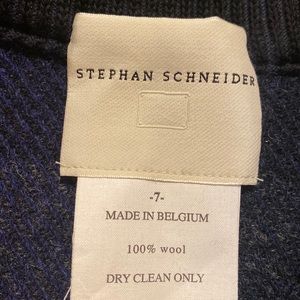 STEPHAN SCHNEIDER
-7-
MADE IN BELGIUM
100% wool
DRY CLEAN ONLY